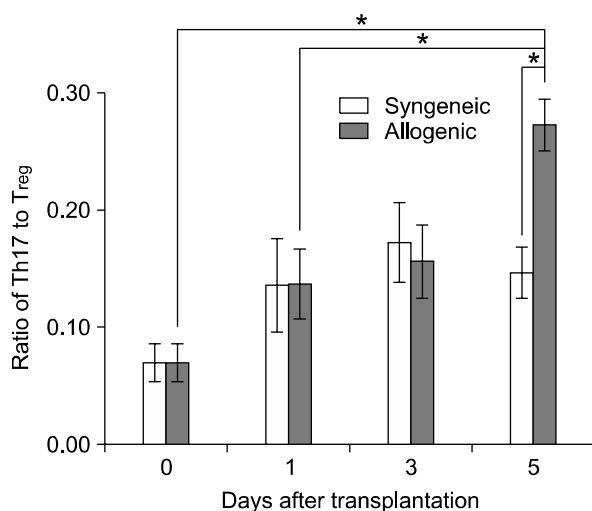 *
*
*
0.30
Syngeneic
Allogenic
0.20
0.10
0.00
Ratio of Th17 to Treg
0
1
3
5
Days after transplantation